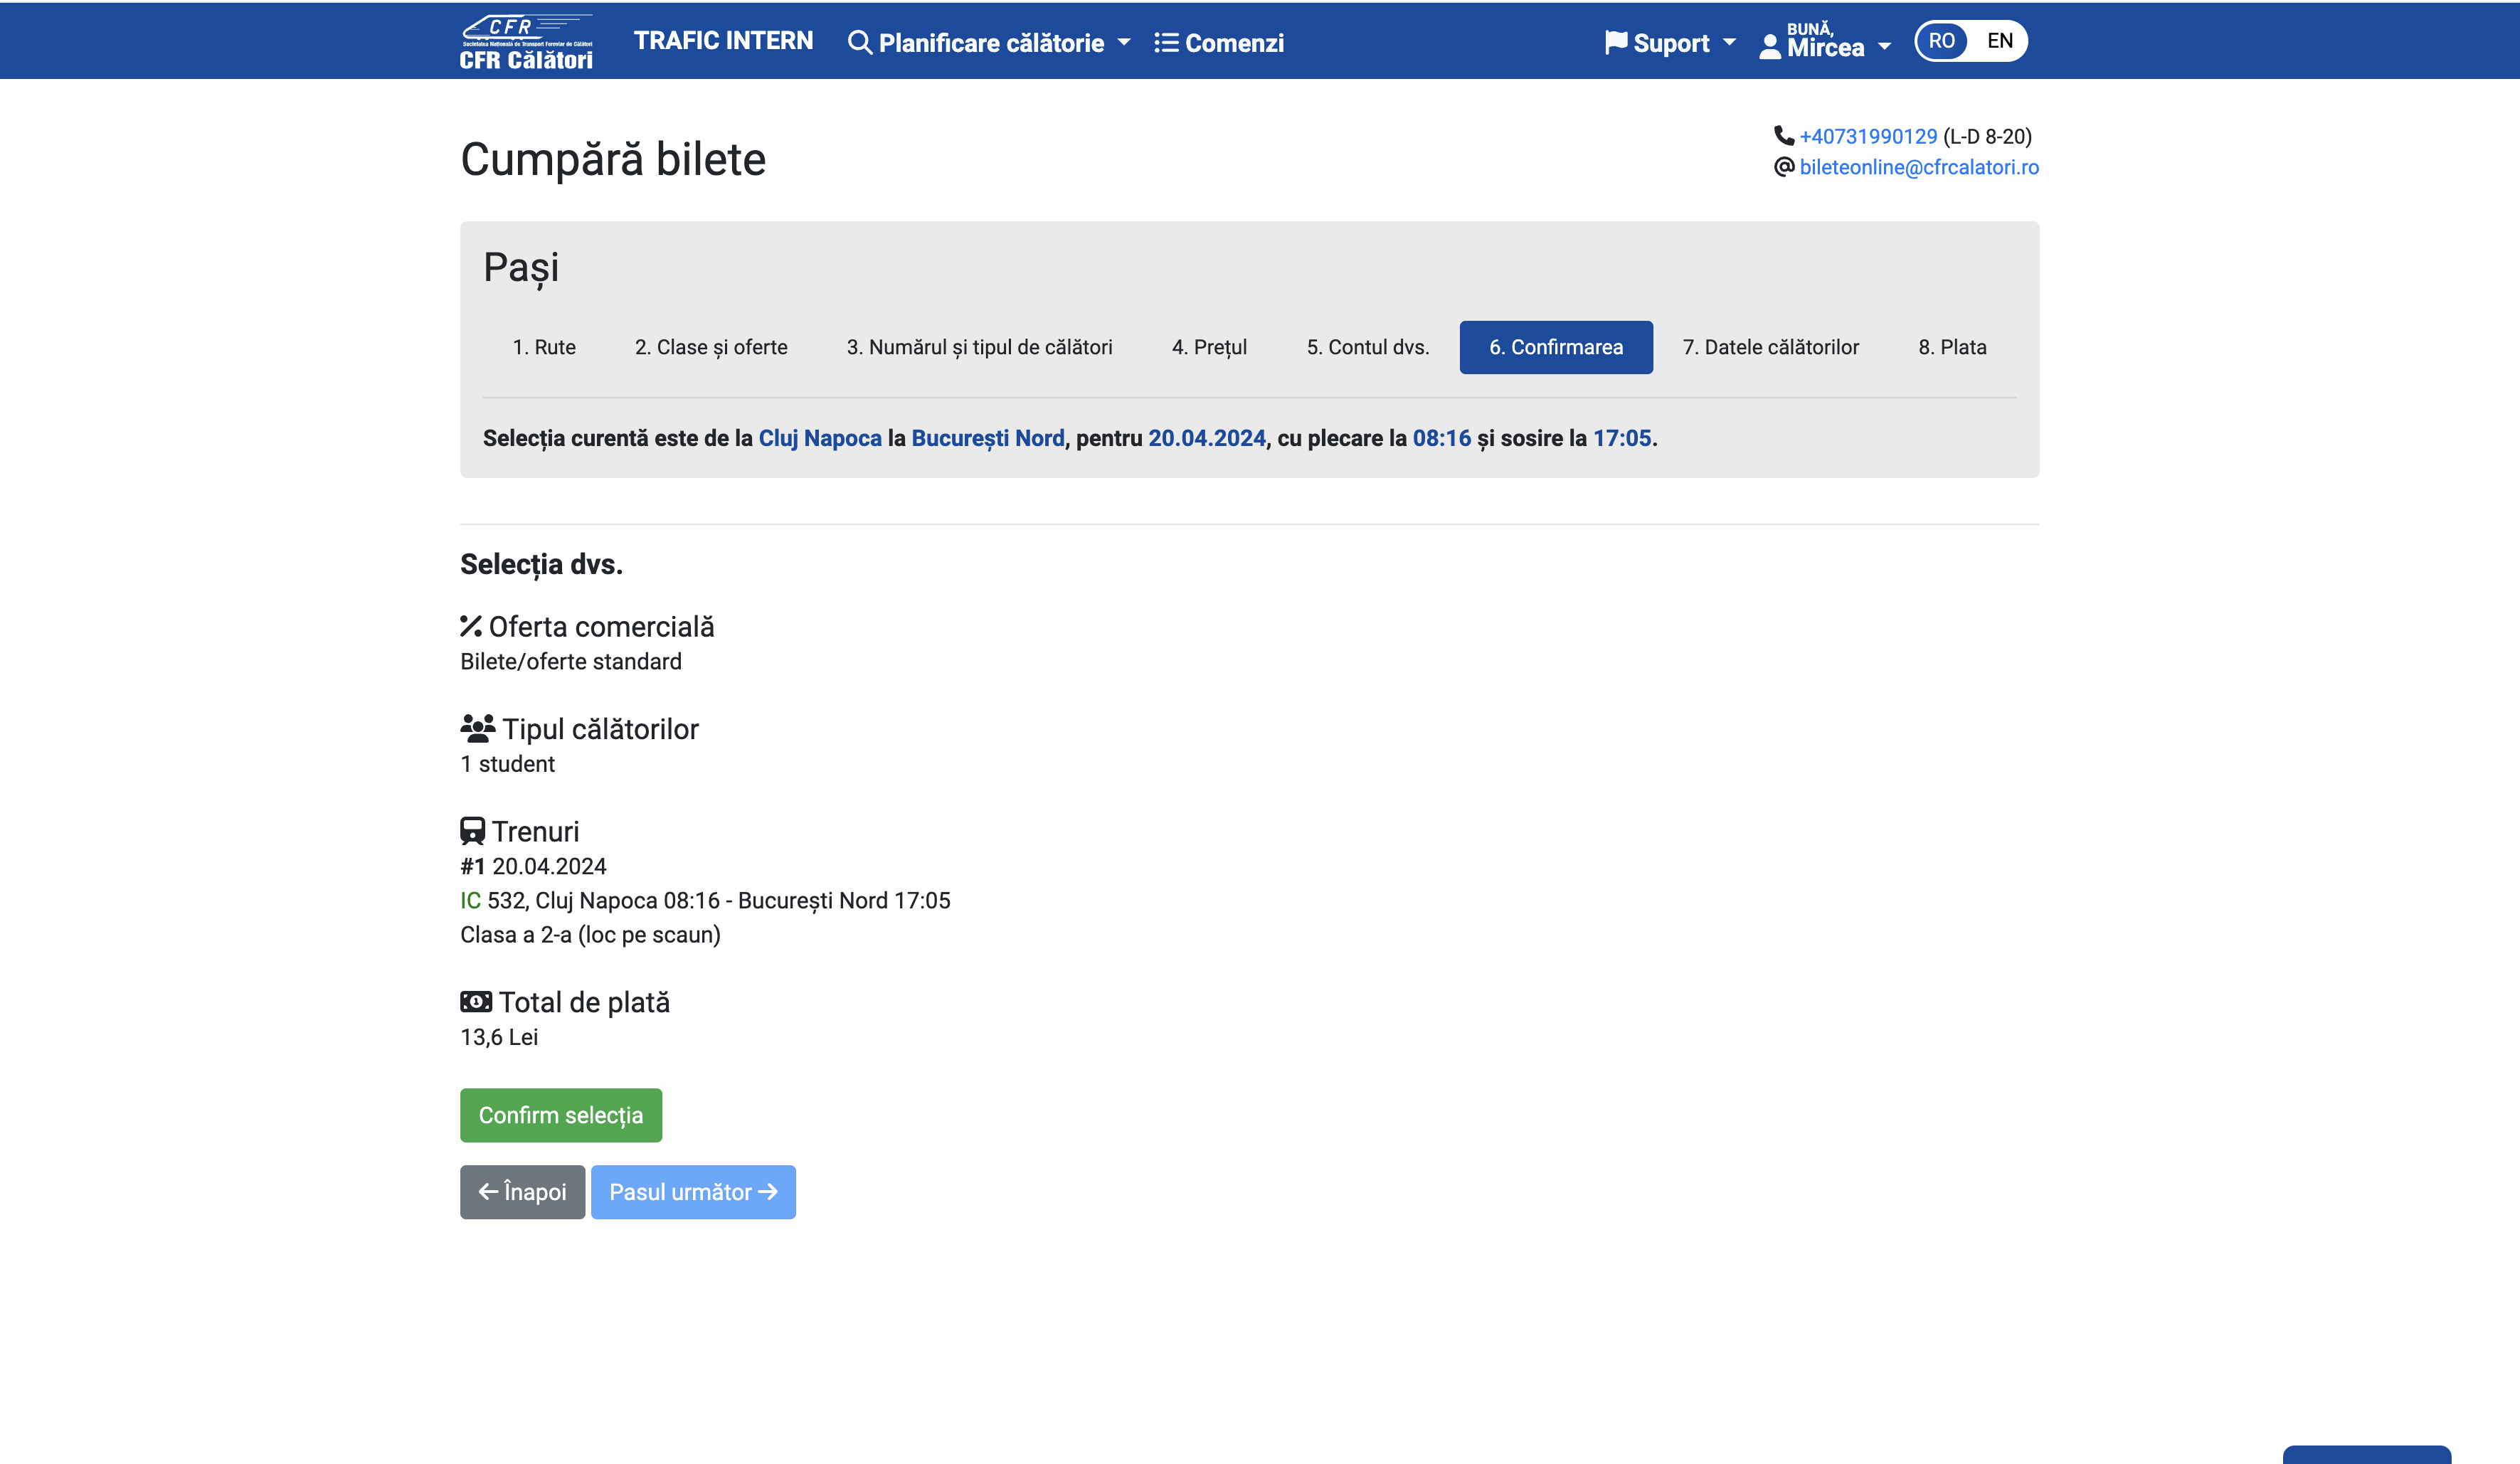 CFR
Societatea Națională de Transport Feroviar de Călători
CFR Călători
TRAFIC INTERN
Planificare călătorie
Comenzi
Suport
BUNĂ,
Mircea
RO
EN
Cumpără bilete
+40731990129 (L-D 8-20)
bileteonline@cfrcalatori.ro
Pași
1. Rute
2. Clase și oferte
3. Numărul și tipul de călători
4. Prețul
5. Contul dvs.
6. Confirmarea
7. Datele călătorilor
8. Plata
Selecția curentă este de la Cluj Napoca la București Nord, pentru 20.04.2024, cu plecare la 08:16 și sosire la 17:05.
Selecția dvs.
Oferta comercială
Bilete/oferte standard
Tipul călătorilor
1 student
Trenuri
#1 20.04.2024
IC 532, Cluj Napoca 08:16 - București Nord 17:05
Clasa a 2-a (loc pe scaun)
Total de plată
13,6 Lei
Confirm selecția
Înapoi
Pasul următor